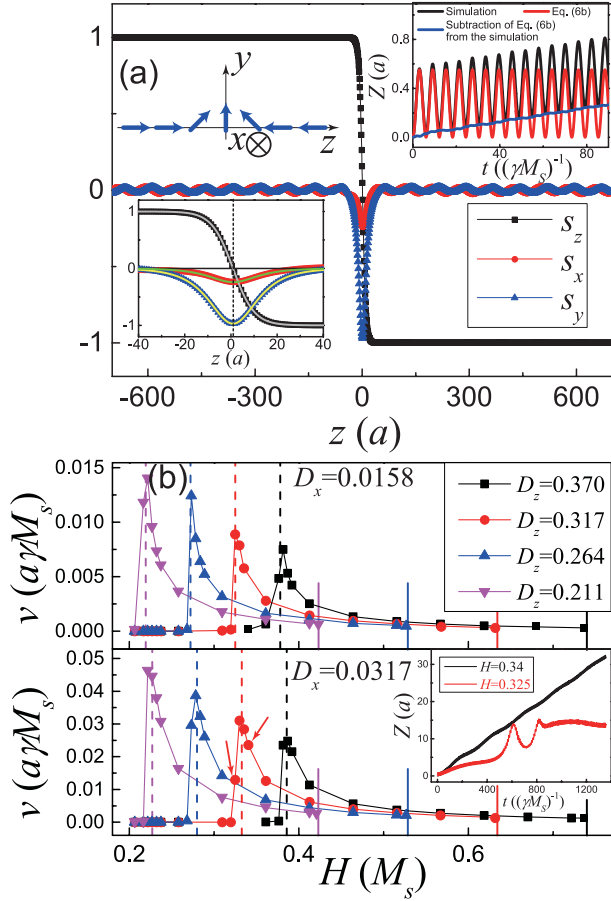 (a)
y
x
z
1
0
-1
Simulation
Eq. (6b)
Subtraction of Eq. (6b)
from the simulation
Z (a)
0.8
0.4
0.0
0
40
80
t ((γM_S)⁻¹)
1
0
-1
-40
-20
0
20
40
z (a)
S_z
S_x
S_y
-600
-300
0
300
600
z (a)
(b)
D_x=0.0158
0.015
0.010
0.005
0.000
v (aγM_s)
D_z=0.370
D_z=0.317
D_z=0.264
D_z=0.211
D_x=0.0317
0.05
0.04
0.03
0.02
0.01
0.00
v (aγM_s)
H=0.34
H=0.325
Z (a)
30
20
10
0
0
400
800
1200
t ((γM_S)⁻¹)
0.2
0.4
0.6
H (M_s)